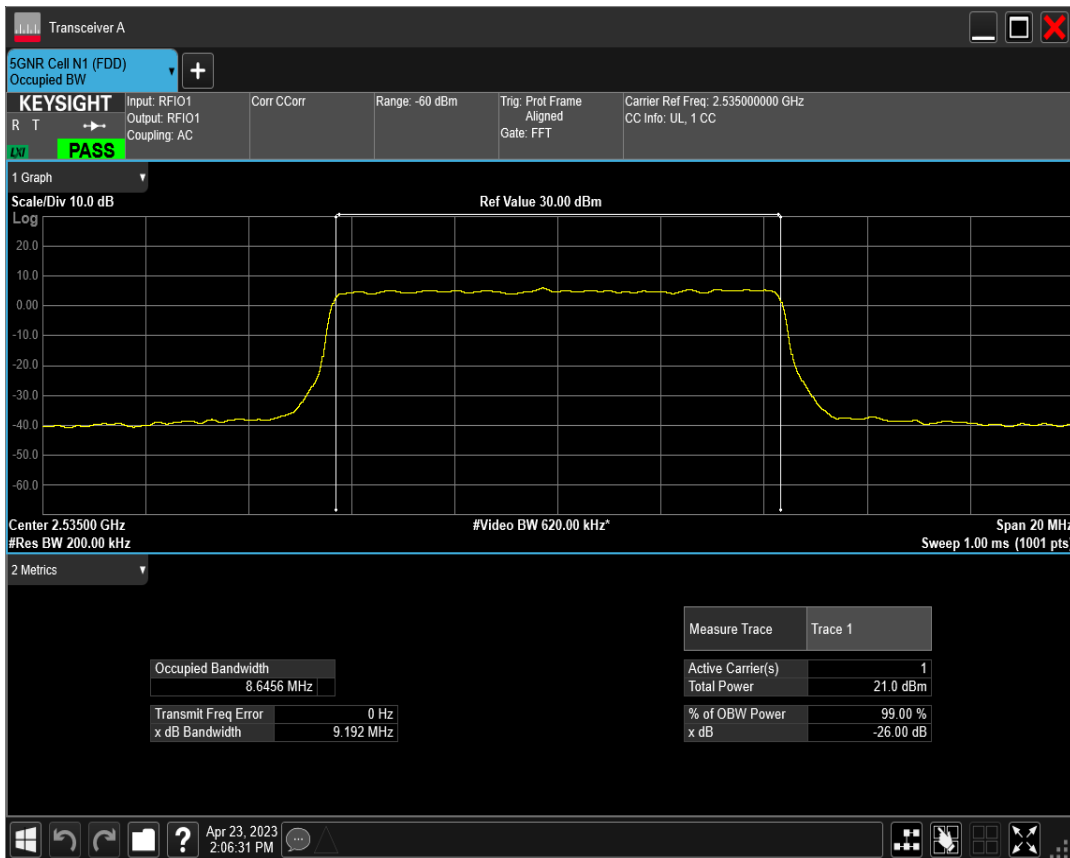 Transceiver A
5GNR Cell N1 (FDD)
Occupied BW
+
KEYSIGHT
R T
LXI
PASS
Input: RFIO1
Output: RFIO1
Coupling: AC
Corr CCorr
Range: -60 dBm
Trig: Prot Frame
Aligned
Gate: FFT
Carrier Ref Freq: 2.535000000 GHz
CC Info: UL, 1 CC
1 Graph
Scale/Div 10.0 dB
Ref Value 30.00 dBm
Log
20.0
10.0
0.00
-10.0
-20.0
-30.0
-40.0
-50.0
-60.0
Center 2.53500 GHz
#Video BW 620.00 kHz*
Span 20 MHz
#Res BW 200.00 kHz
Sweep 1.00 ms (1001 pts)
2 Metrics
Measure Trace Trace 1
Occupied Bandwidth
8.6456 MHz
Active Carrier(s) 1
Total Power 21.0 dBm
Transmit Freq Error 0 Hz
x dB Bandwidth 9.192 MHz
% of OBW Power 99.00 %
x dB -26.00 dB
?
Apr 23, 2023
2:06:31 PM